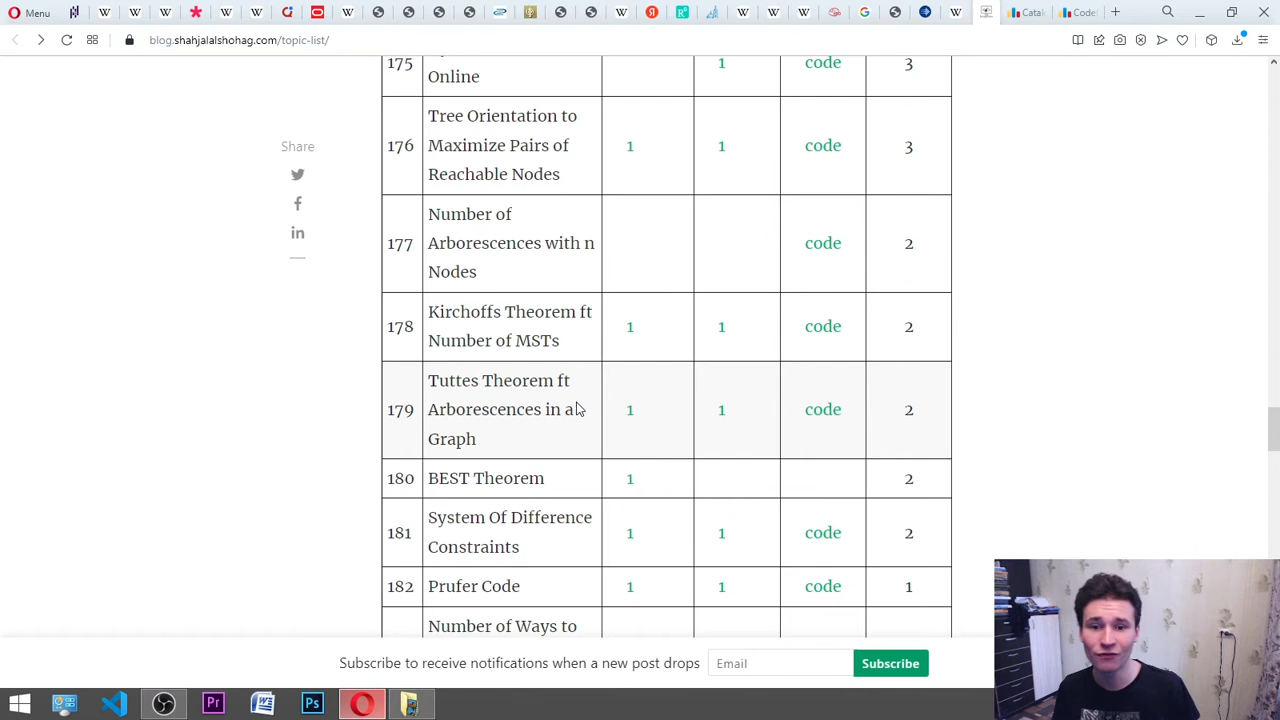 Menu
Catal
Code
blog.shahjalalshohag.com/topic-list/
175
Online
1
code
3
Share
176
Tree Orientation to
Maximize Pairs of
Reachable Nodes
1
1
code
3
177
Number of
Arborescences with n
Nodes
code
2
178
Kirchoffs Theorem ft
Number of MSTs
1
1
code
2
179
Tuttes Theorem ft
Arborescences in a
Graph
1
1
code
2
180
BEST Theorem
1
2
181
System Of Difference
Constraints
1
1
code
2
182
Prufer Code
1
1
code
1
Number of Ways to
Subscribe to receive notifications when a new post drops
Email
Subscribe